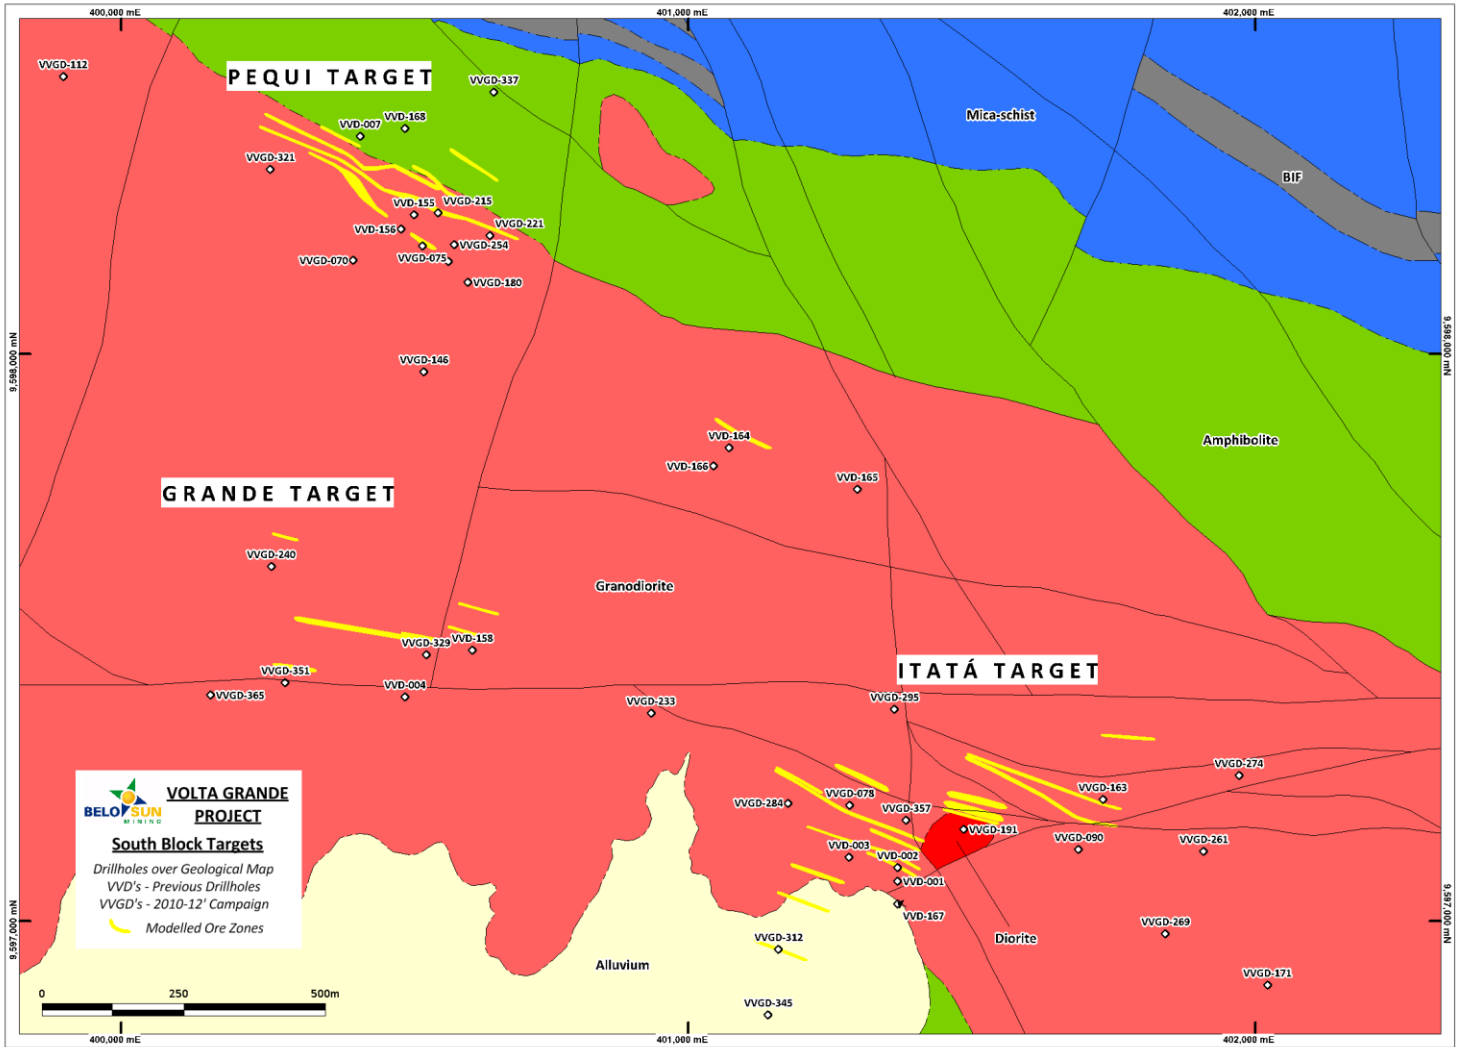 400,000 mE
401,000 mE
402,000 mE
VVGD-112
PEQUI TARGET
VVGD-337
VVD-168
VVD-007
Mica-schist
VVGD-321
BIF
VVD-155
VVGD-215
VVGD-221
VVD-156
VVGD-254
VVGD-070
VVGD-075
VVGD-180
9,598,000 mN
9,598,000 mN
VVGD-146
VVD-164
VVD-166
VVD-165
Amphibolite
GRANDE TARGET
VVGD-240
Granodiorite
VVGD-329
VVD-158
VVGD-351
VVD-004
VVGD-365
ITATÁ TARGET
VVGD-233
VVGD-295
VVGD-274
VVGD-284
VVGD-078
VVGD-163
VVGD-357
VVGD-191
VVGD-090
VVGD-261
VVD-003
VVD-002
VVD-001
VVD-167
9,597,000 mN
9,597,000 mN
VVGD-269
Diorite
VVGD-312
Alluvium
VVGD-171
VVGD-345
BELO SUN
MINING
VOLTA GRANDE
PROJECT
South Block Targets
Drillholes over Geological Map
VVD's - Previous Drillholes
VVGD's - 2010-12' Campaign
Modelled Ore Zones
0 250 500m
400,000 mE
401,000 mE
402,000 mE